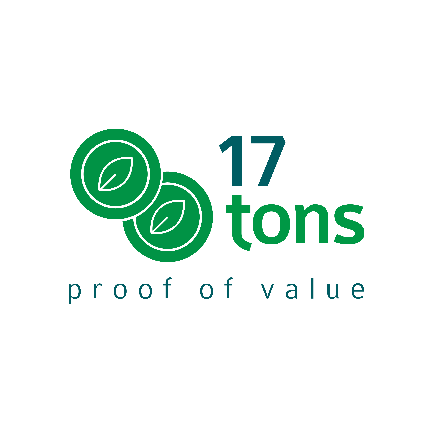 17
tons
proof of value